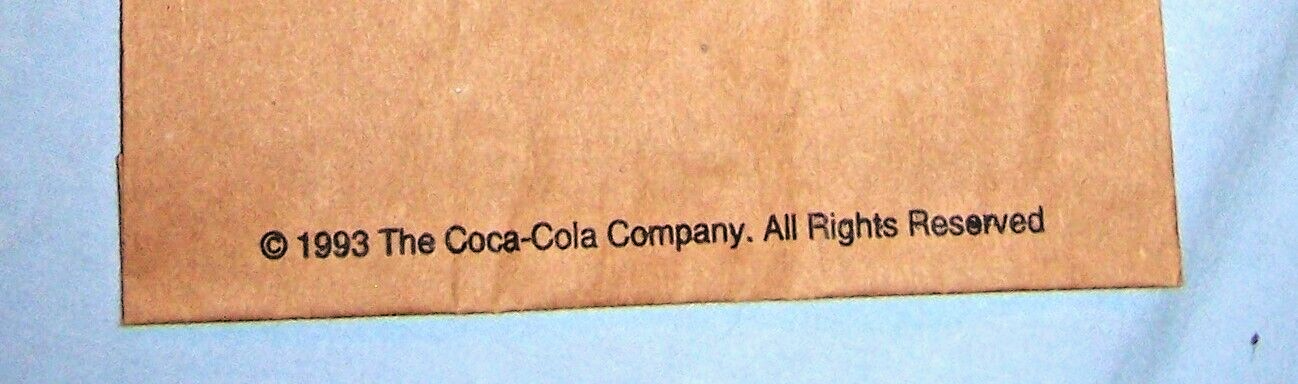 © 1993 The Coca-Cola Company. All Rights Reserved